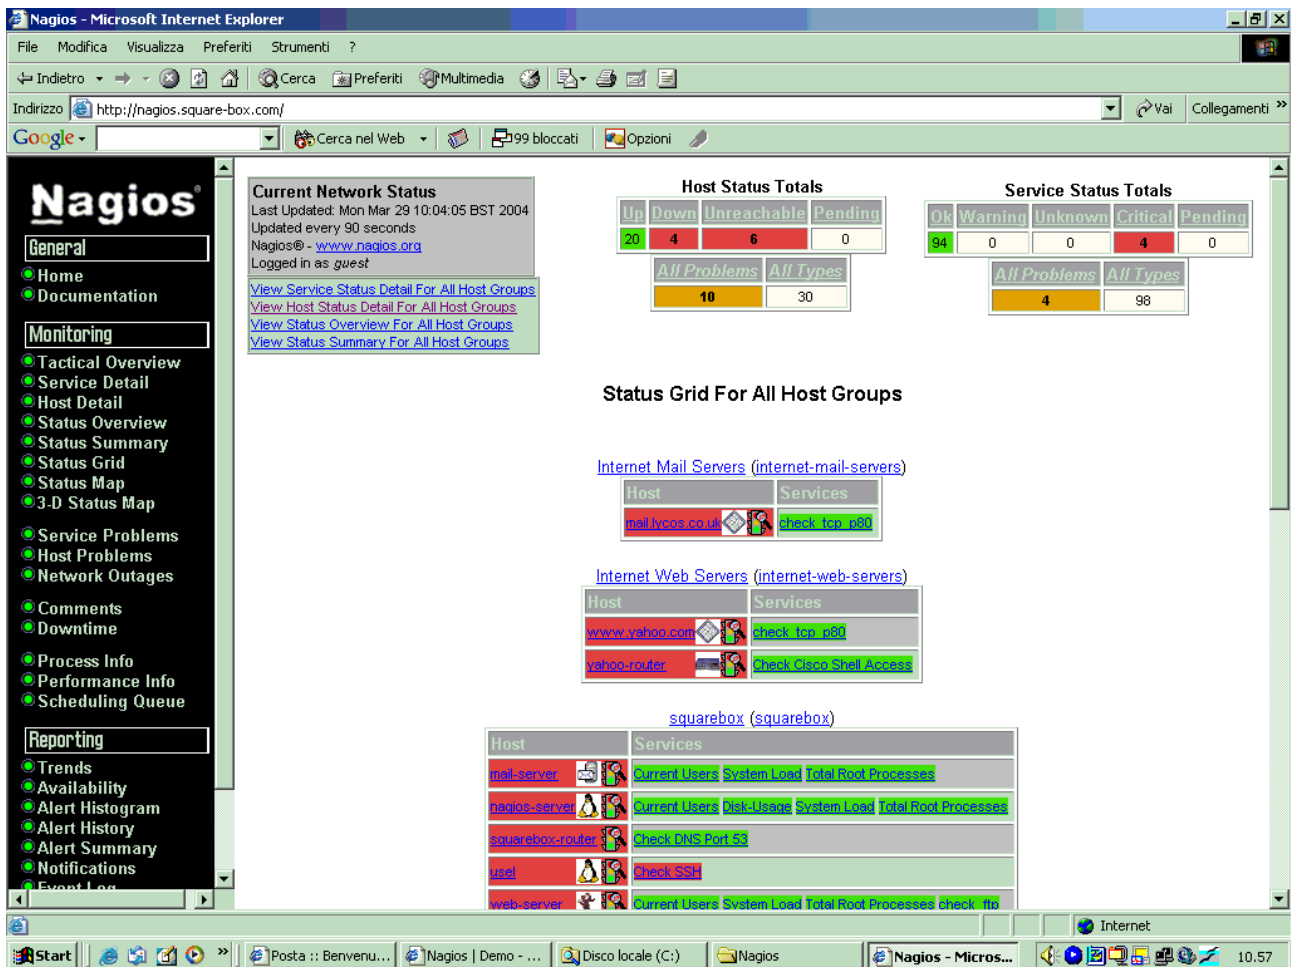 Nagios - Microsoft Internet Explorer
File Modifica Visualizza Preferiti Strumenti ?
Indietro Cerca Preferiti Multimedia
Indirizzo http://nagios.square-box.com/ Vai Collegamenti »
Google Cerca nel Web 99 bloccati Opzioni
Nagios®
General
Home
Documentation
Monitoring
Tactical Overview
Service Detail
Host Detail
Status Overview
Status Summary
Status Grid
Status Map
3-D Status Map
Service Problems
Host Problems
Network Outages
Comments
Downtime
Process Info
Performance Info
Scheduling Queue
Reporting
Trends
Availability
Alert Histogram
Alert History
Alert Summary
Notifications
Event Log
Current Network Status
Last Updated: Mon Mar 29 10:04:05 BST 2004
Updated every 90 seconds
Nagios® - www.nagios.org
Logged in as guest
View Service Status Detail For All Host Groups
View Host Status Detail For All Host Groups
View Status Overview For All Host Groups
View Status Summary For All Host Groups
Host Status Totals
Up Down Unreachable Pending
20 4 6 0
All Problems All Types
10 30
Service Status Totals
Ok Warning Unknown Critical Pending
94 0 0 4 0
All Problems All Types
4 98
Status Grid For All Host Groups
Internet Mail Servers (internet-mail-servers)
Host Services
mail.lycos.co.uk check_tcp_p80
Internet Web Servers (internet-web-servers)
Host Services
www.yahoo.com check_tcp_p80
yahoo-router Check Cisco Shell Access
squarebox (squarebox)
Host Services
mail-server Current Users System Load Total Root Processes
nagios-server Current Users Disk-Usage System Load Total Root Processes
squarebox-router Check DNS Port 53
usel Check SSH
web-server Current Users System Load Total Root Processes check_ftp
Internet
Start » Posta :: Benvenu... Nagios | Demo - ... Disco locale (C:) Nagios Nagios - Micros... 10.57